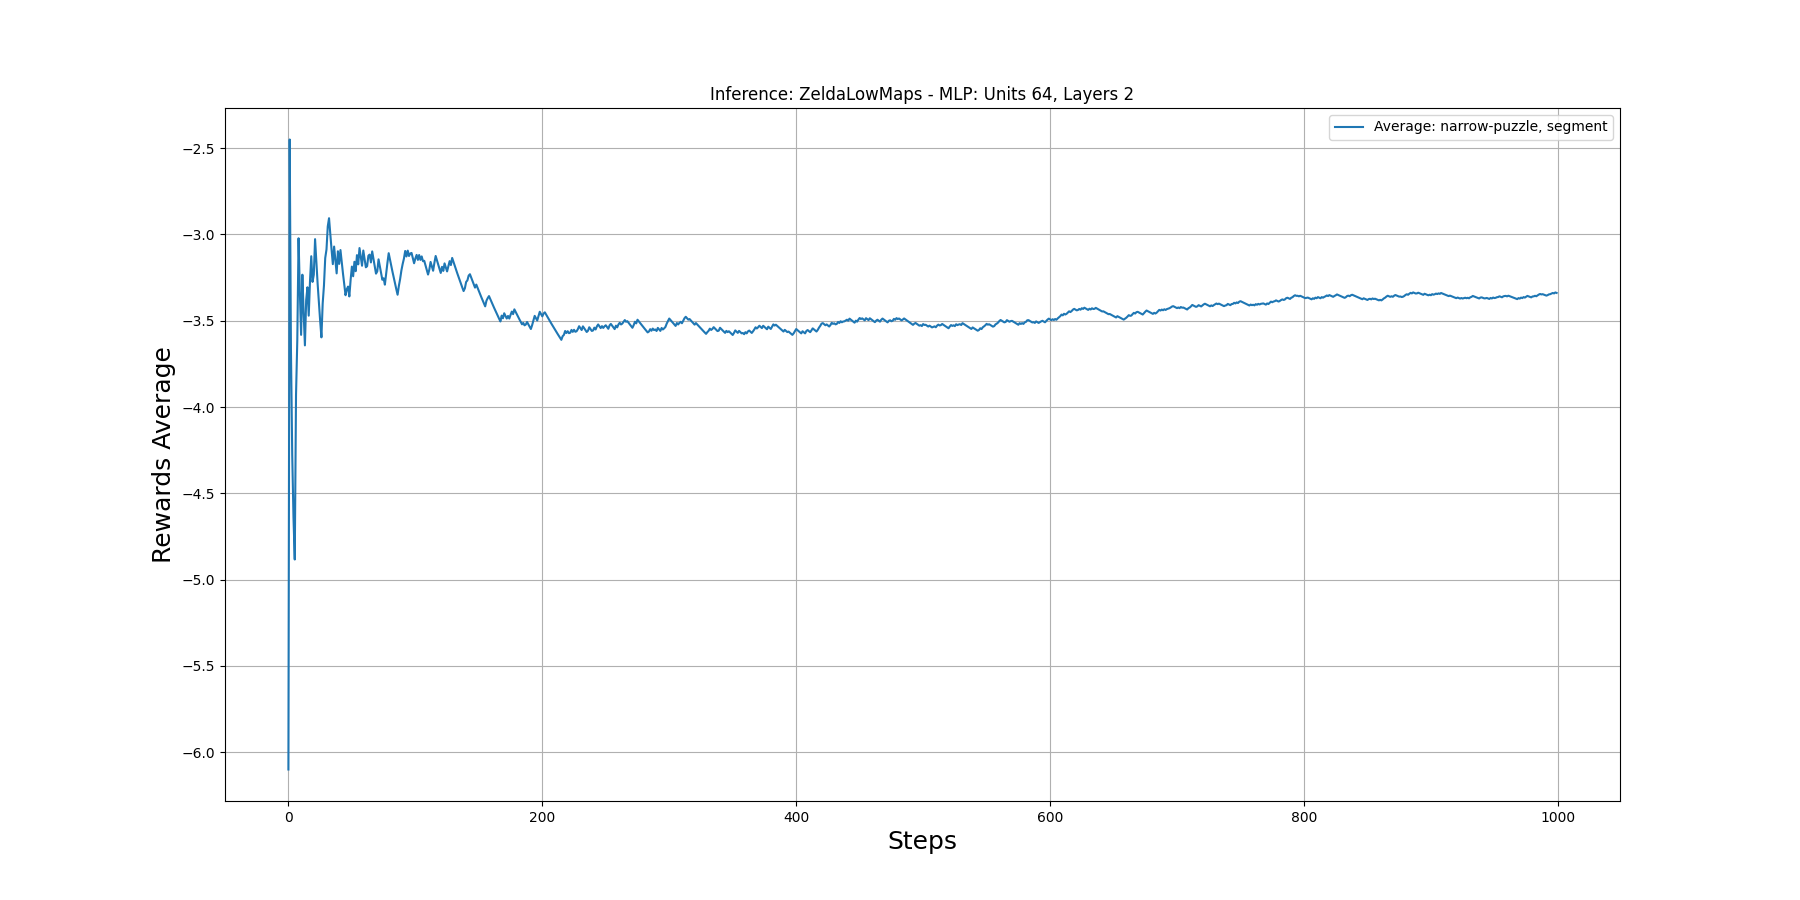 Inference: ZeldaLowMaps - MLP: Units 64, Layers 2
Average: narrow-puzzle, segment
Rewards Average
−2.5
−3.0
−3.5
−4.0
−4.5
−5.0
−5.5
−6.0
0 200 400 600 800 1000
Steps